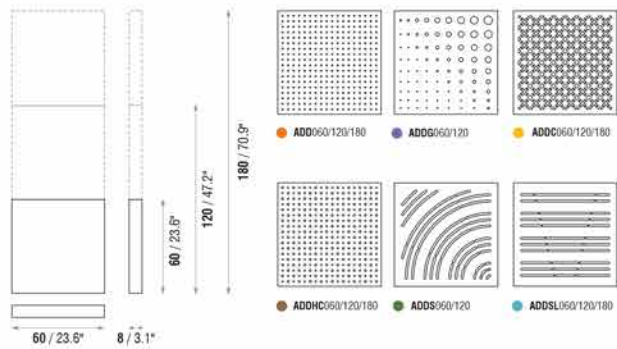 180 / 70.9"
120 / 47.2"
60 / 23.6"
60 / 23.6"
8 / 3.1"
ADD060/120/180
ADDG060/120
ADDC060/120/180
ADDHC060/120/180
ADDS060/120
ADDSL060/120/180